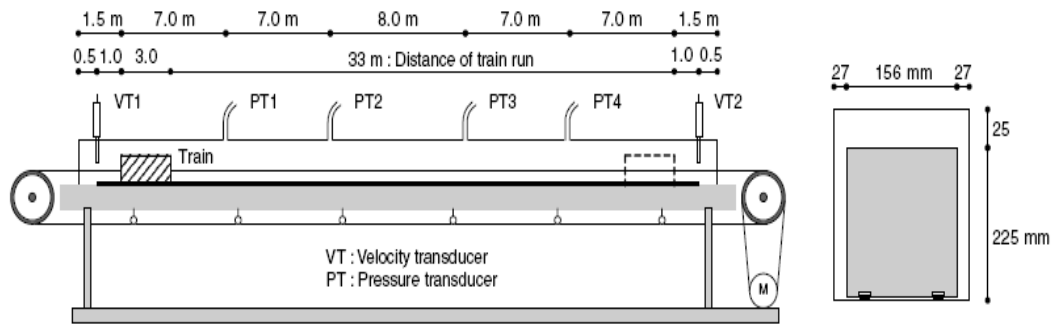 1.5 m 7.0 m 7.0 m 8.0 m 7.0 m 7.0 m 1.5 m
0.5 1.0 3.0 33 m : Distance of train run 1.0 0.5
27 156 mm 27
VT1 PT1 PT2 PT3 PT4 VT2
25
Train
225 mm
VT : Velocity transducer
PT : Pressure transducer
M